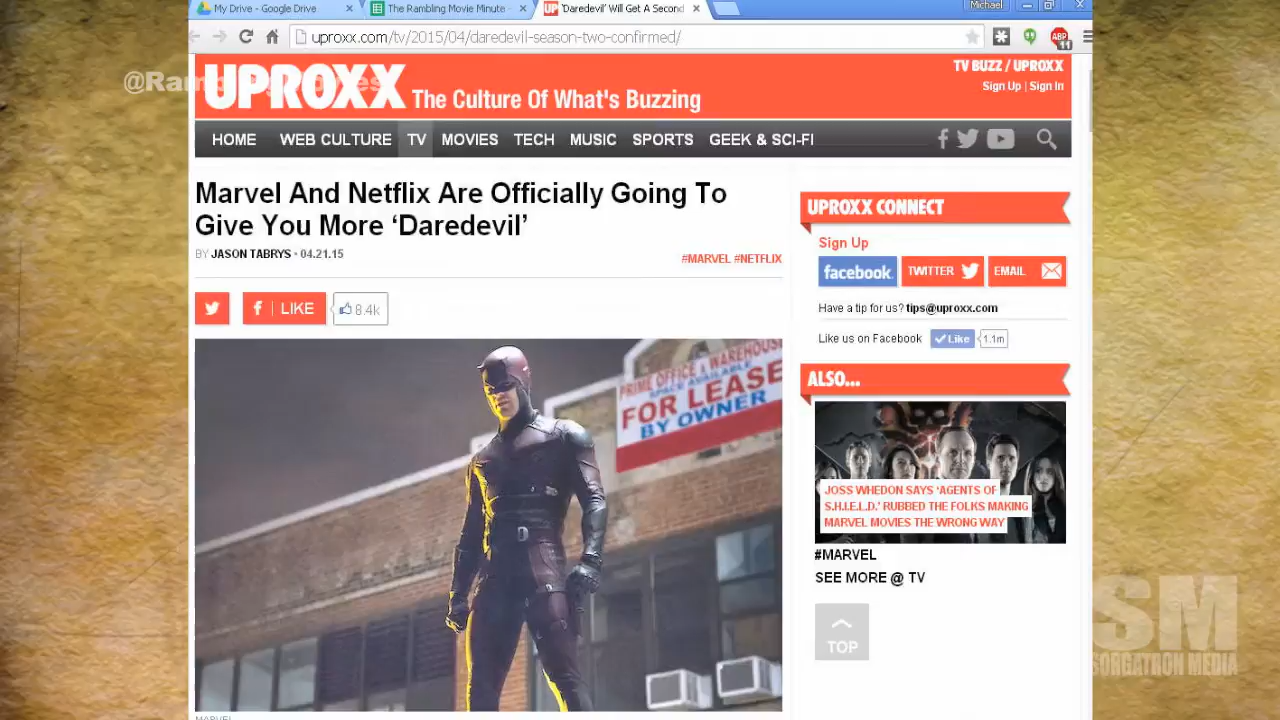 My Drive - Google Drive
The Rambling Movie Minute
'Daredevil' Will Get A Second
Michael
uproxx.com/tv/2015/04/daredevil-season-two-confirmed/
ABP
11
UPROXX
The Culture Of What's Buzzing
TV BUZZ / UPROXX
Sign Up | Sign In
HOME WEB CULTURE TV MOVIES TECH MUSIC SPORTS GEEK & SCI-FI
Marvel And Netflix Are Officially Going To
Give You More ‘Daredevil’
BY JASON TABRYS • 04.21.15
#MARVEL #NETFLIX
LIKE
8.4k
PRIME OFFICE & WAREHOUSE
SPACE AVAILABLE
FOR LEASE
BY OWNER
MARVEL
UPROXX CONNECT
Sign Up
facebook TWITTER EMAIL
Have a tip for us? tips@uproxx.com
Like us on Facebook Like 1.1m
ALSO...
JOSS WHEDON SAYS ‘AGENTS OF
S.H.I.E.L.D.’ RUBBED THE FOLKS MAKING
MARVEL MOVIES THE WRONG WAY
#MARVEL
SEE MORE @ TV
TOP
SM
SORGATRON MEDIA